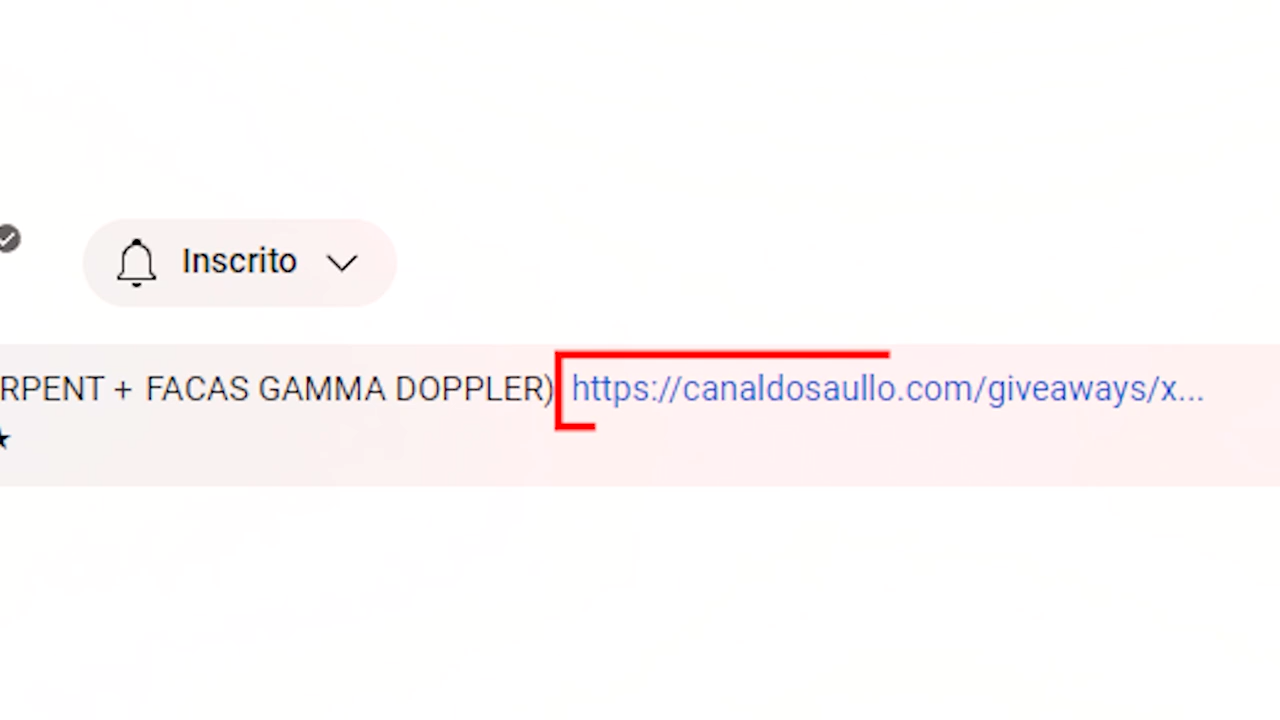 Inscrito
RPENT + FACAS GAMMA DOPPLER) https://canaldosaullo.com/giveaways/x...
★